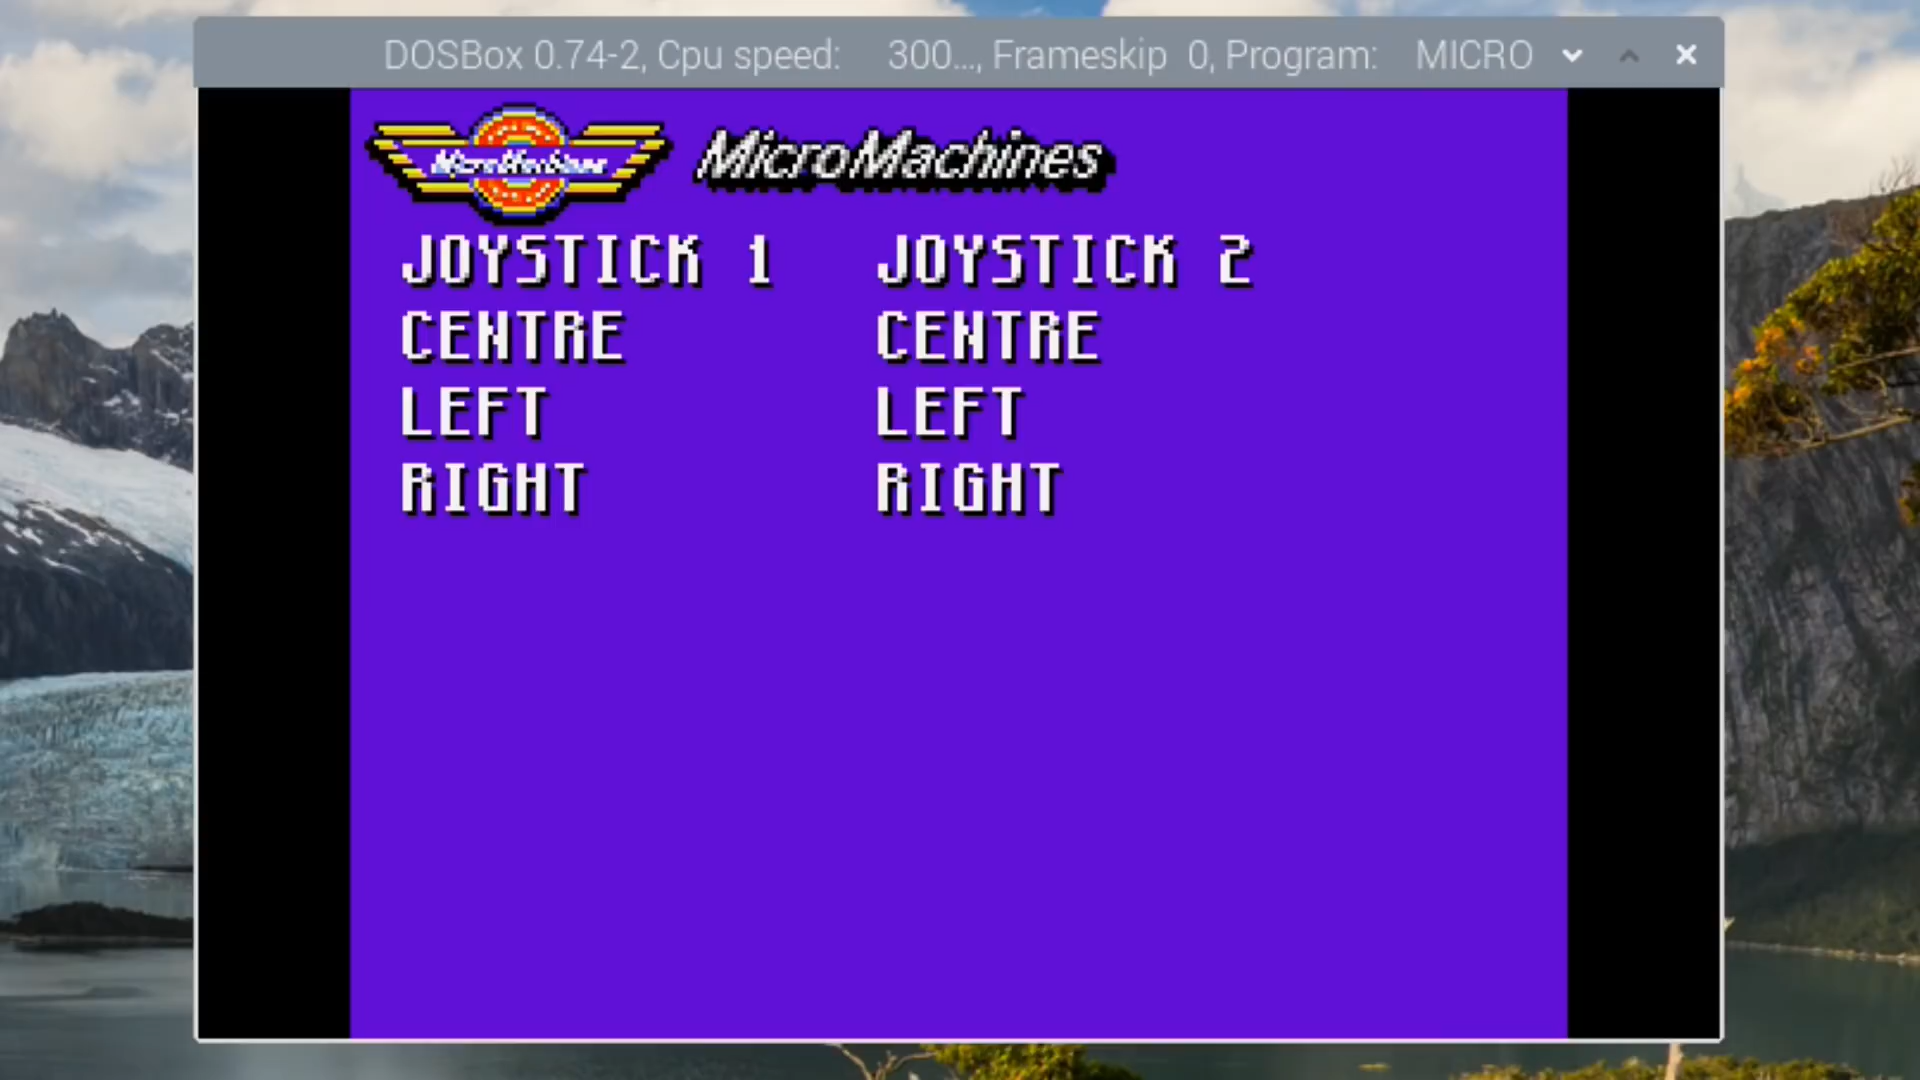 DOSBox 0.74-2, Cpu speed: 300..., Frameskip 0, Program: MICRO
MicroMachines MicroMachines
JOYSTICK 1 JOYSTICK 2
CENTRE CENTRE
LEFT LEFT
RIGHT RIGHT